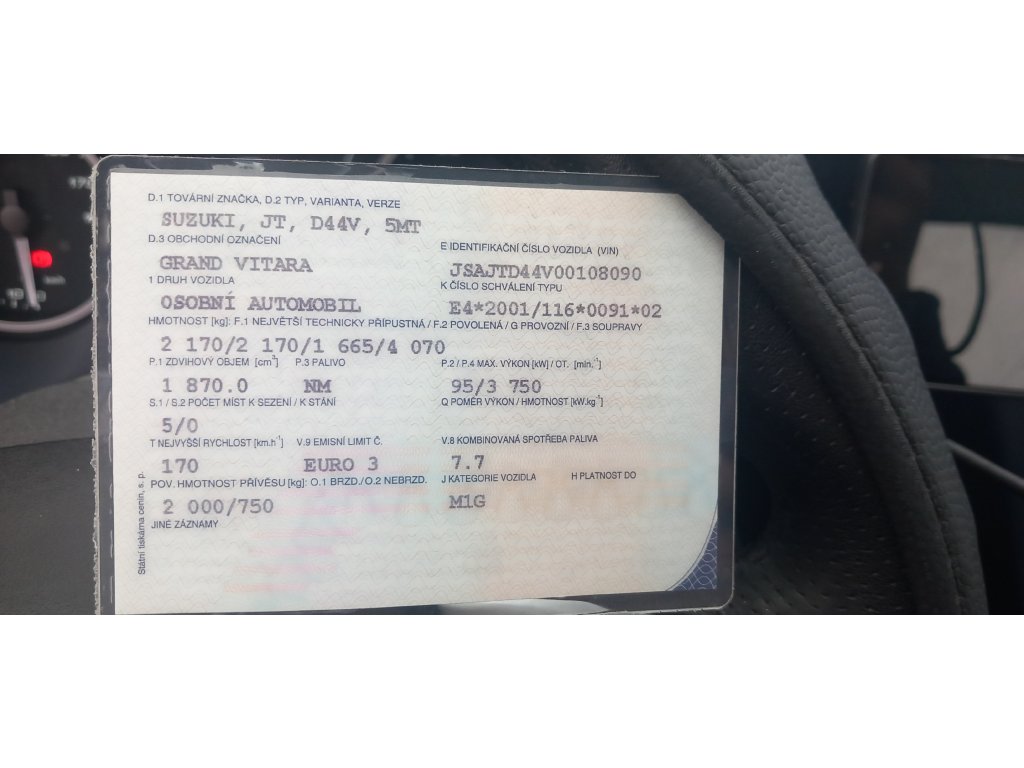 D.1 TOVÁRNÍ ZNAČKA, D.2 TYP, VARIANTA, VERZE
SUZUKI, JT, D44V, 5MT
D.3 OBCHODNÍ OZNAČENÍ
GRAND VITARA
E IDENTIFIKAČNÍ ČÍSLO VOZIDLA (VIN)
JSAJTD44V00108090
1 DRUH VOZIDLA
OSOBNÍ AUTOMOBIL
K ČÍSLO SCHVÁLENÍ TYPU
E4*2001/116*0091*02
HMOTNOST [kg]: F.1 NEJVĚTŠÍ TECHNICKY PŘÍPUSTNÁ / F.2 POVOLENÁ / G PROVOZNÍ / F.3 SOUPRAVY
2 170/2 170/1 665/4 070
P.1 ZDVIHOVÝ OBJEM [cm³] P.3 PALIVO P.2 / P.4 MAX. VÝKON [kW] / OT. [min.⁻¹]
1 870.0 NM 95/3 750
S.1 / S.2 POČET MÍST K SEZENÍ / K STÁNÍ Q POMĚR VÝKON / HMOTNOST [kW.kg⁻¹]
5/0
T NEJVYŠŠÍ RYCHLOST [km.h⁻¹] V.9 EMISNÍ LIMIT Č. V.8 KOMBINOVANÁ SPOTŘEBA PALIVA
170 EURO 3 7.7
POV. HMOTNOST PŘÍVĚSU [kg]: O.1 BRZD./O.2 NEBRZD. J KATEGORIE VOZIDLA H PLATNOST DO
2 000/750 M1G
JINÉ ZÁZNAMY
Státní tiskárna cenin, s. p.